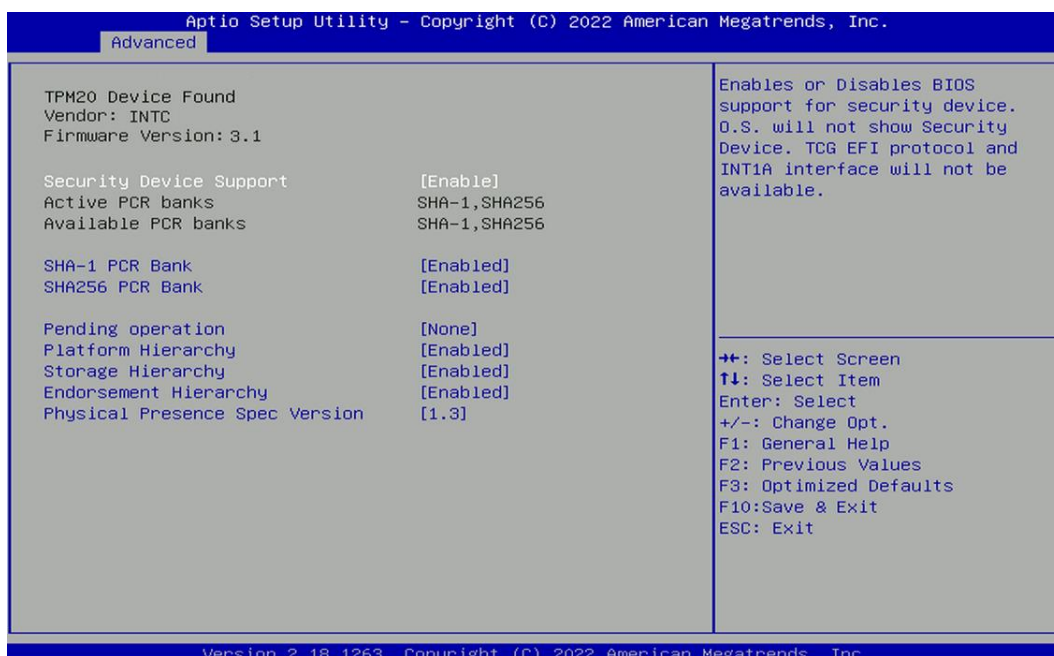 Aptio Setup Utility – Copyright (C) 2022 American Megatrends, Inc.
Advanced
TPM20 Device Found
Vendor: INTC
Firmware Version: 3.1
Security Device Support [Enable]
Active PCR banks SHA-1,SHA256
Available PCR banks SHA-1,SHA256
SHA-1 PCR Bank [Enabled]
SHA256 PCR Bank [Enabled]
Pending operation [None]
Platform Hierarchy [Enabled]
Storage Hierarchy [Enabled]
Endorsement Hierarchy [Enabled]
Physical Presence Spec Version [1.3]
Enables or Disables BIOS
support for security device.
O.S. will not show Security
Device. TCG EFI protocol and
INT1A interface will not be
available.
→←: Select Screen
↑↓: Select Item
Enter: Select
+/-: Change Opt.
F1: General Help
F2: Previous Values
F3: Optimized Defaults
F10:Save & Exit
ESC: Exit
Version 2.18.1263. Copyright (C) 2022 American Megatrends, Inc.